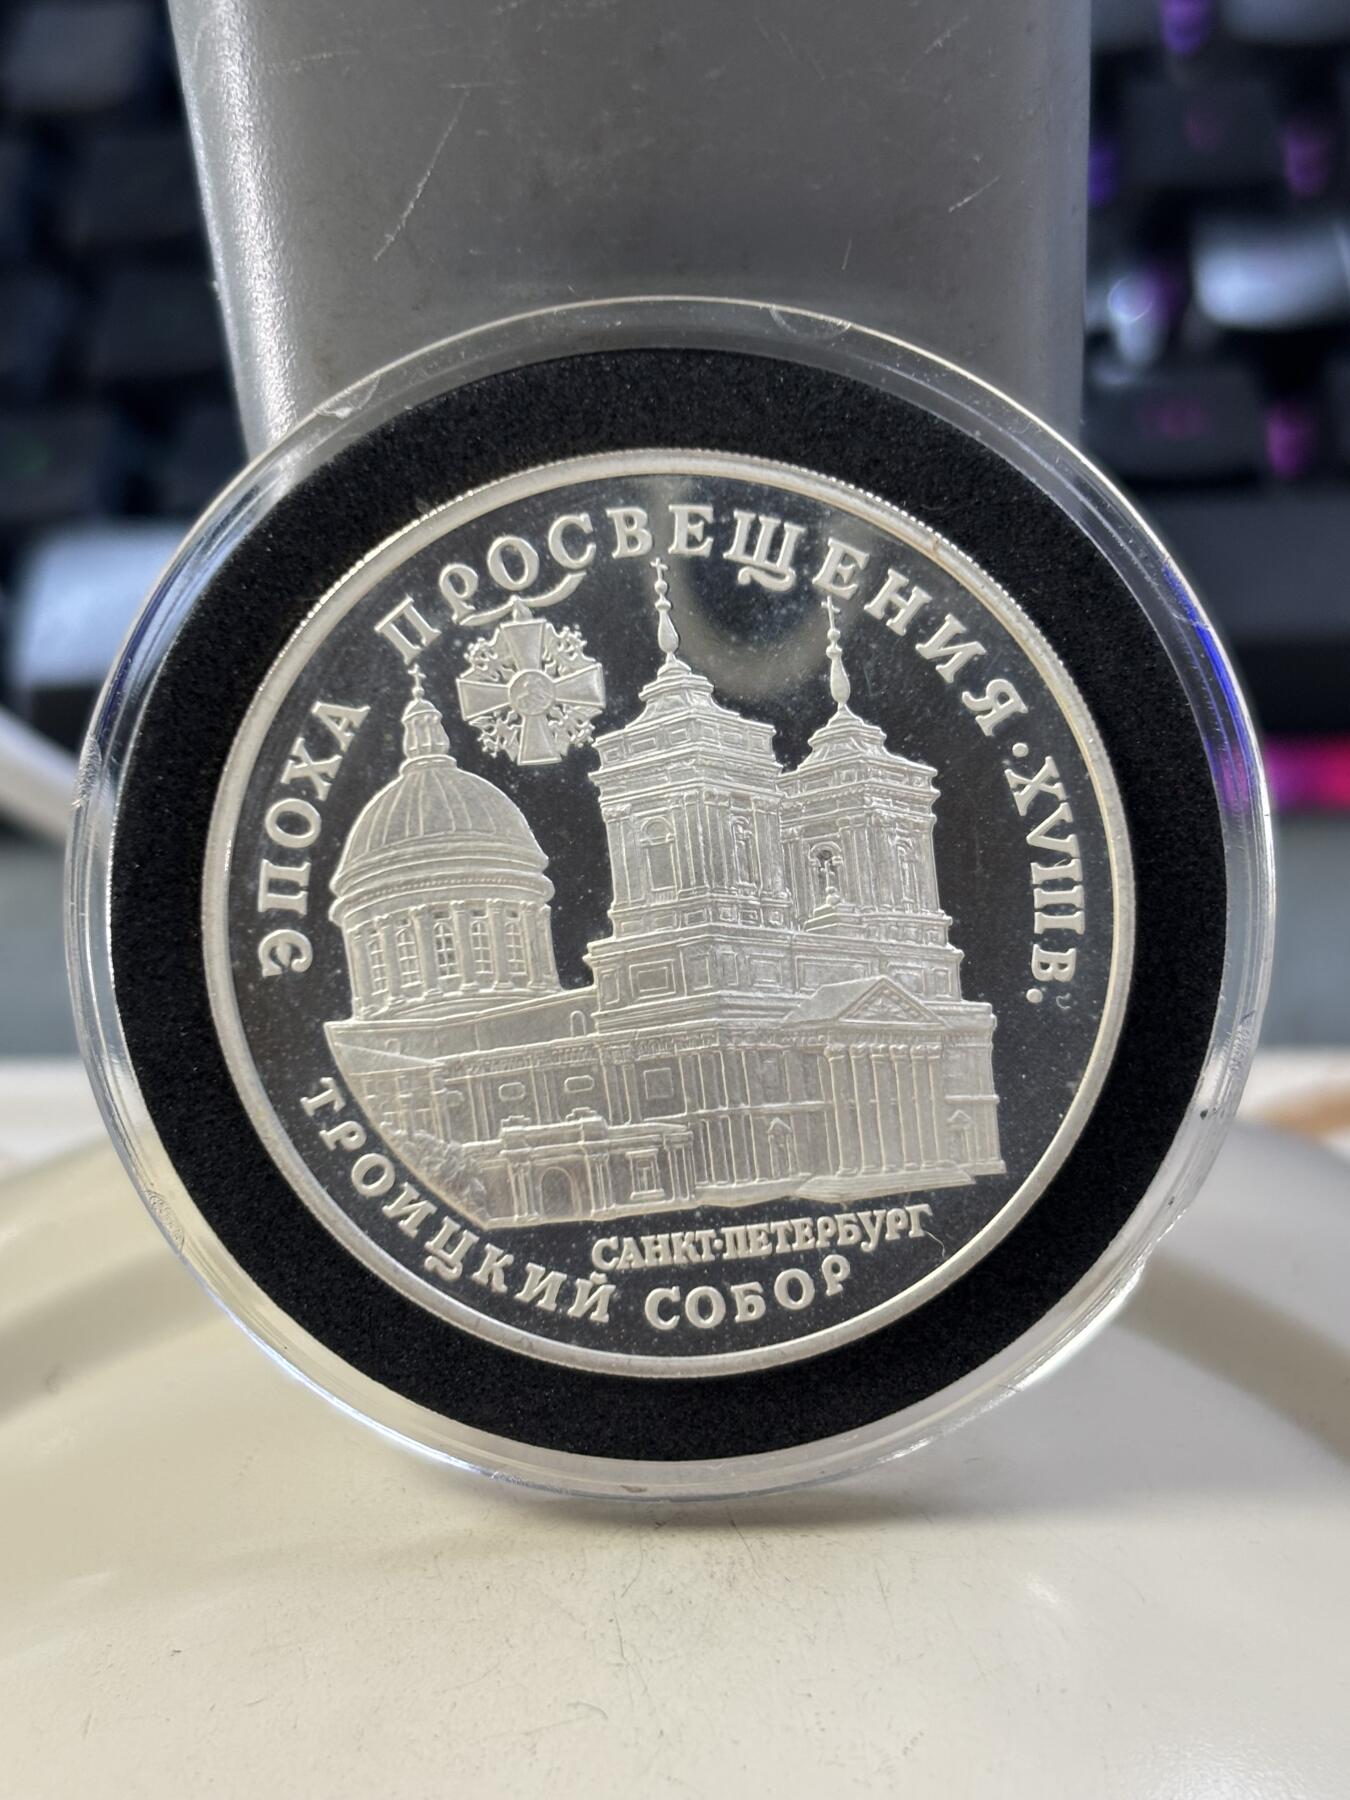 ЭПОХА ПРОСВЕЩЕНИЯ·XVIII В.
САНКТ-ПЕТЕРБУРГ
ТРОИЦКИЙ СОБОР